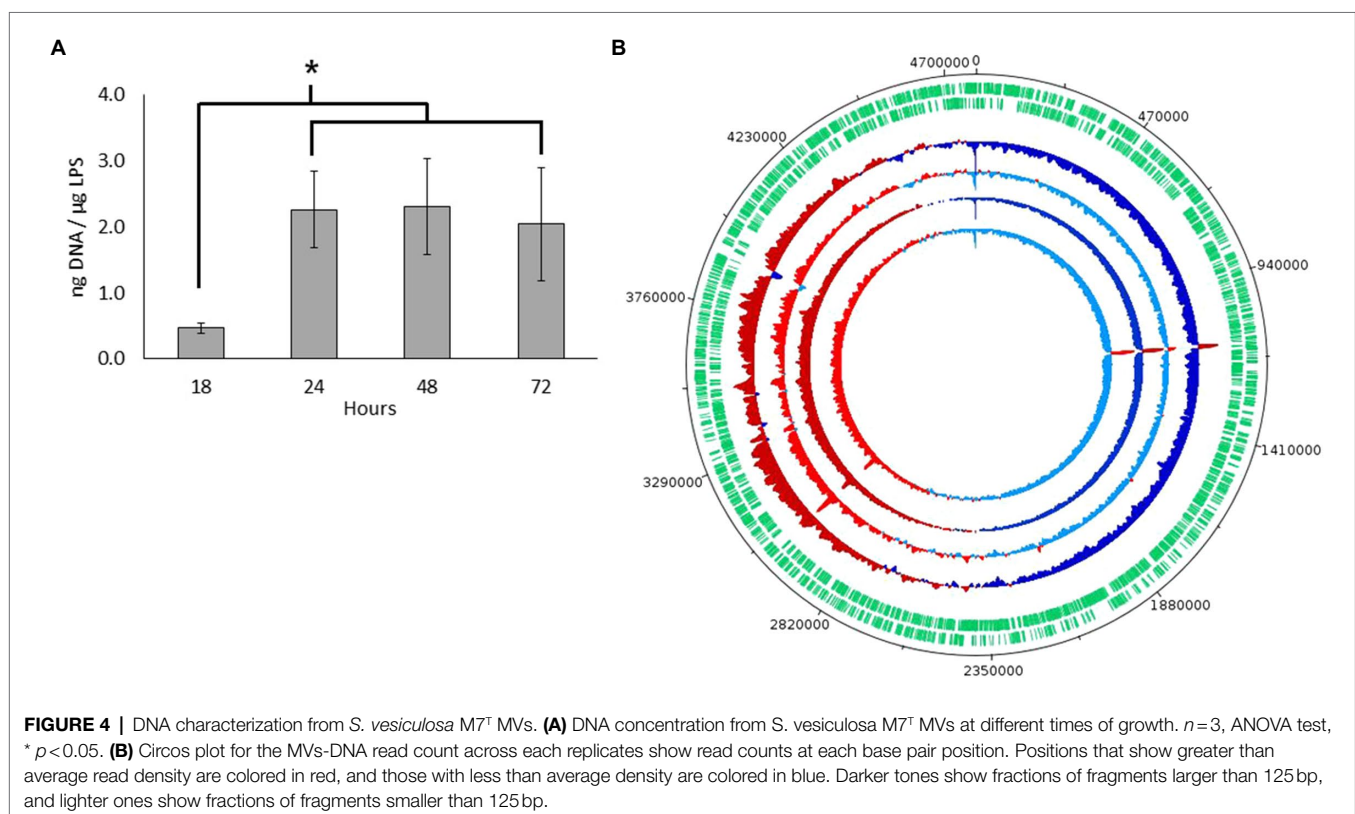 A
*
4.0
3.0
2.0
1.0
0.0
ng DNA / µg LPS
18 24 48 72
Hours
B
4700000 0
470000
940000
1410000
1880000
2350000
2820000
3290000
3760000
4230000
FIGURE 4 | DNA characterization from S. vesiculosa M7ᵀ MVs. (A) DNA concentration from S. vesiculosa M7ᵀ MVs at different times of growth. n=3, ANOVA test,
* p<0.05. (B) Circos plot for the MVs-DNA read count across each replicates show read counts at each base pair position. Positions that show greater than
average read density are colored in red, and those with less than average density are colored in blue. Darker tones show fractions of fragments larger than 125 bp,
and lighter ones show fractions of fragments smaller than 125 bp.